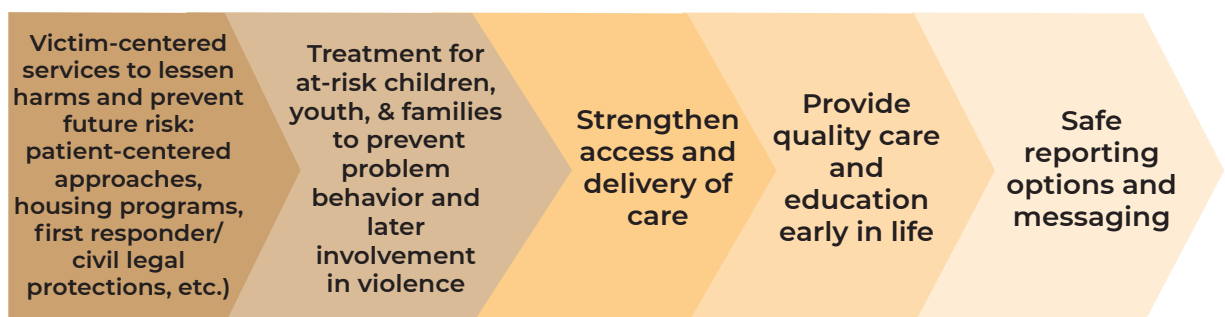 Victim-centered
services to lessen
harms and prevent
future risk:
patient-centered
approaches,
housing programs,
first responder/
civil legal
protections, etc.)
Treatment for
at-risk children,
youth, & families
to prevent
problem
behavior and
later
involvement
in violence
Strengthen
access and
delivery of
care
Provide
quality care
and
education
early in life
Safe
reporting
options and
messaging